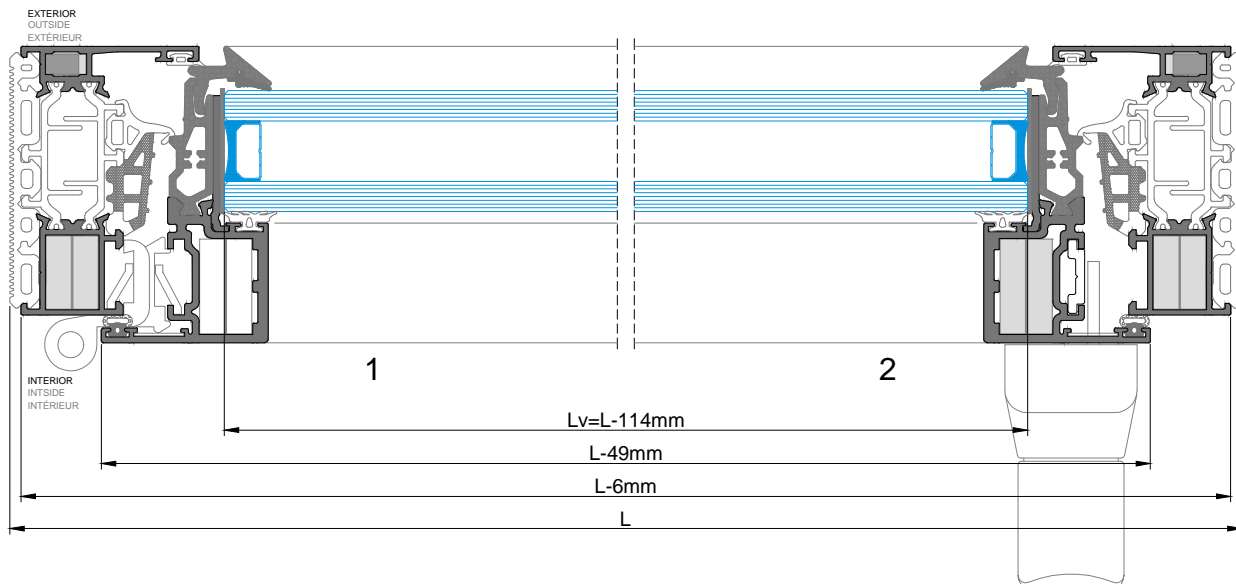 EXTERIOR
OUTSIDE
EXTÉRIEUR
INTERIOR
INTSIDE
INTÉRIEUR
1
2
Lv=L-114mm
L-49mm
L-6mm
L